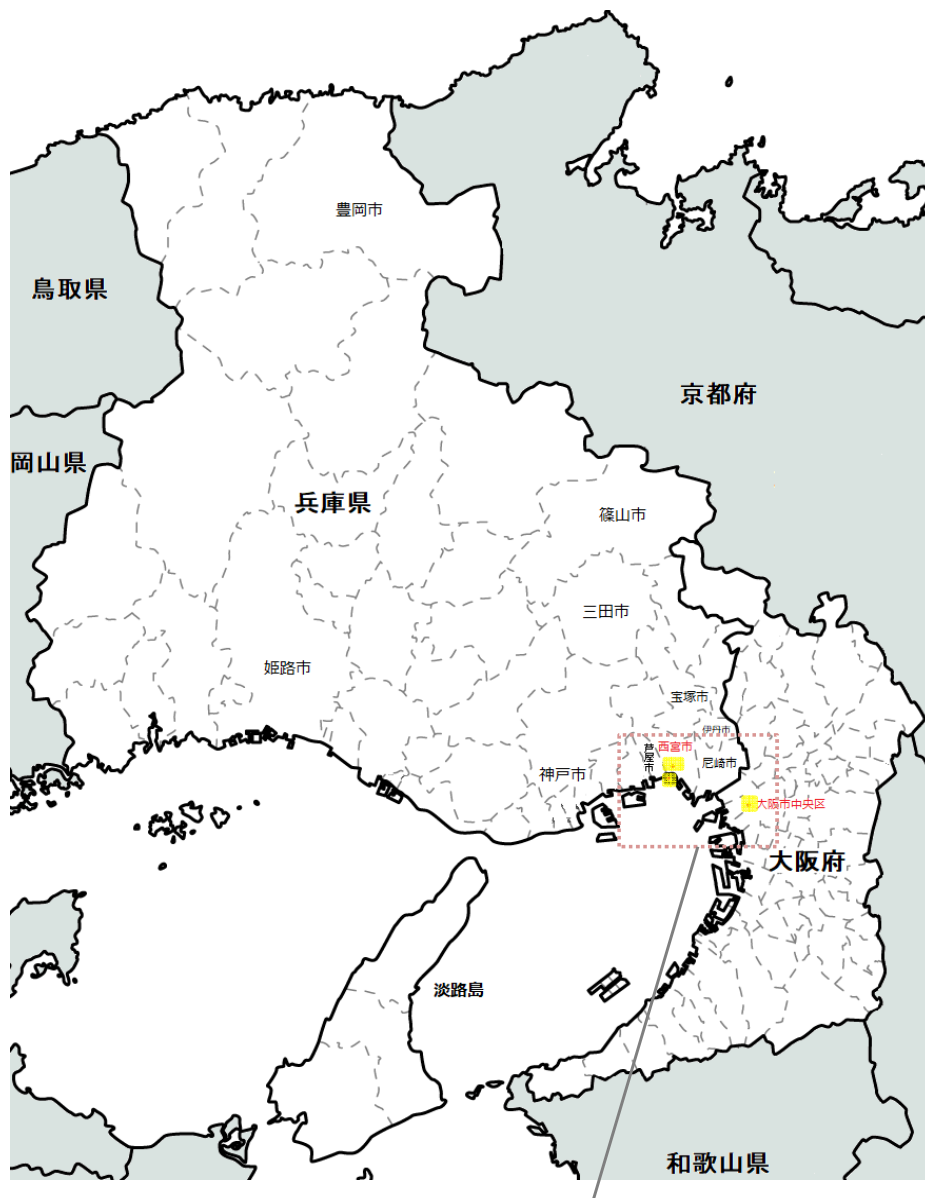 豊岡市
鳥取県
京都府
岡山県
兵庫県
篠山市
三田市
姫路市
宝塚市
伊丹市
芦屋市
西宮市
尼崎市
神戸市
大阪市中央区
大阪府
淡路島
和歌山県